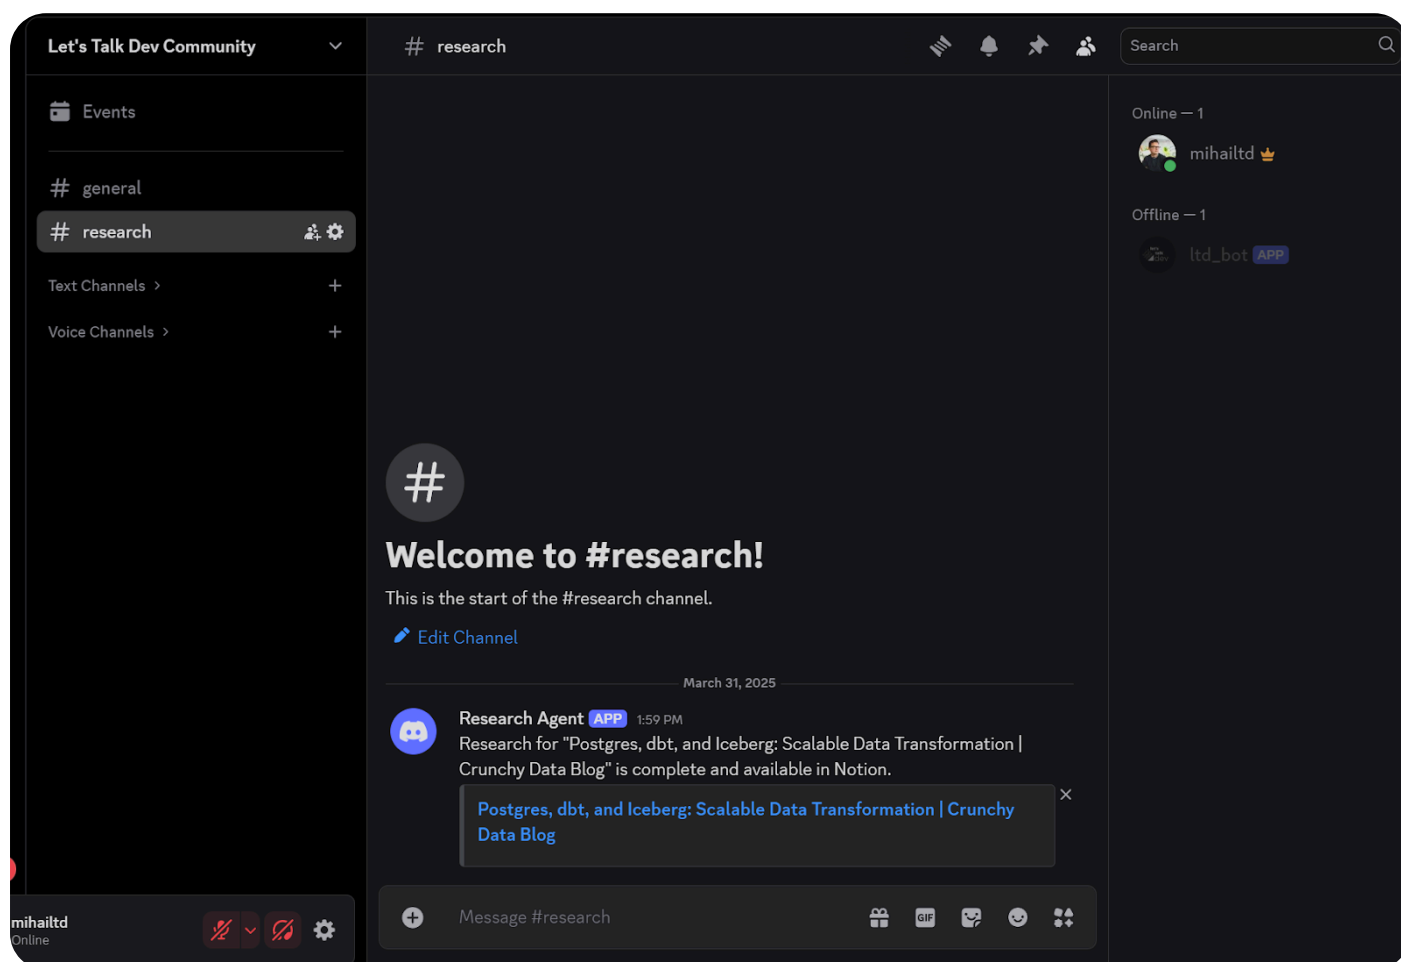 Let's Talk Dev Community
# research
Search
Events
# general
# research
Text Channels
Voice Channels
Welcome to #research!
This is the start of the #research channel.
Edit Channel
March 31, 2025
Research Agent APP 1:59 PM
Research for "Postgres, dbt, and Iceberg: Scalable Data Transformation |
Crunchy Data Blog" is complete and available in Notion.
Postgres, dbt, and Iceberg: Scalable Data Transformation | Crunchy
Data Blog
Message #research
GIF
Online — 1
mihailtd
Offline — 1
ltd_bot APP
mihailtd
Online